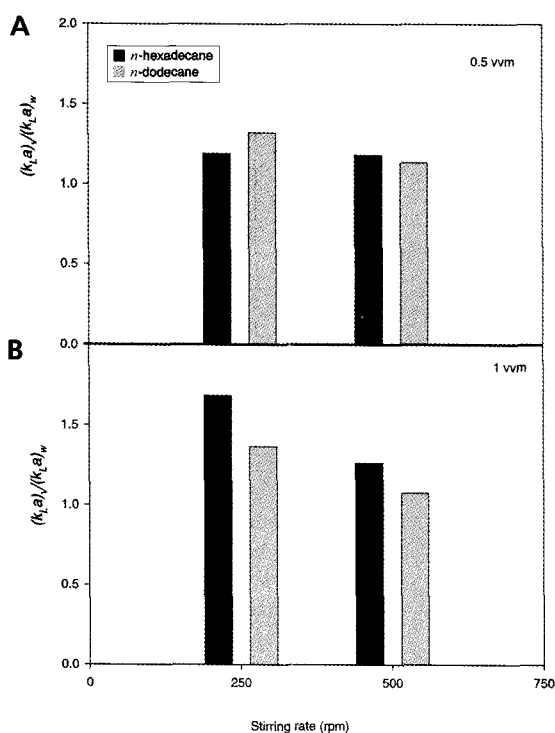 A
2.0
n-hexadecane
n-dodecane
0.5 vvm
1.5
1.0
0.5
0.0
(kLa)v/(kLa)w
B
1 vvm
1.5
1.0
0.5
0.0
(kLa)v/(kLa)w
0 250 500 750
Stirring rate (rpm)